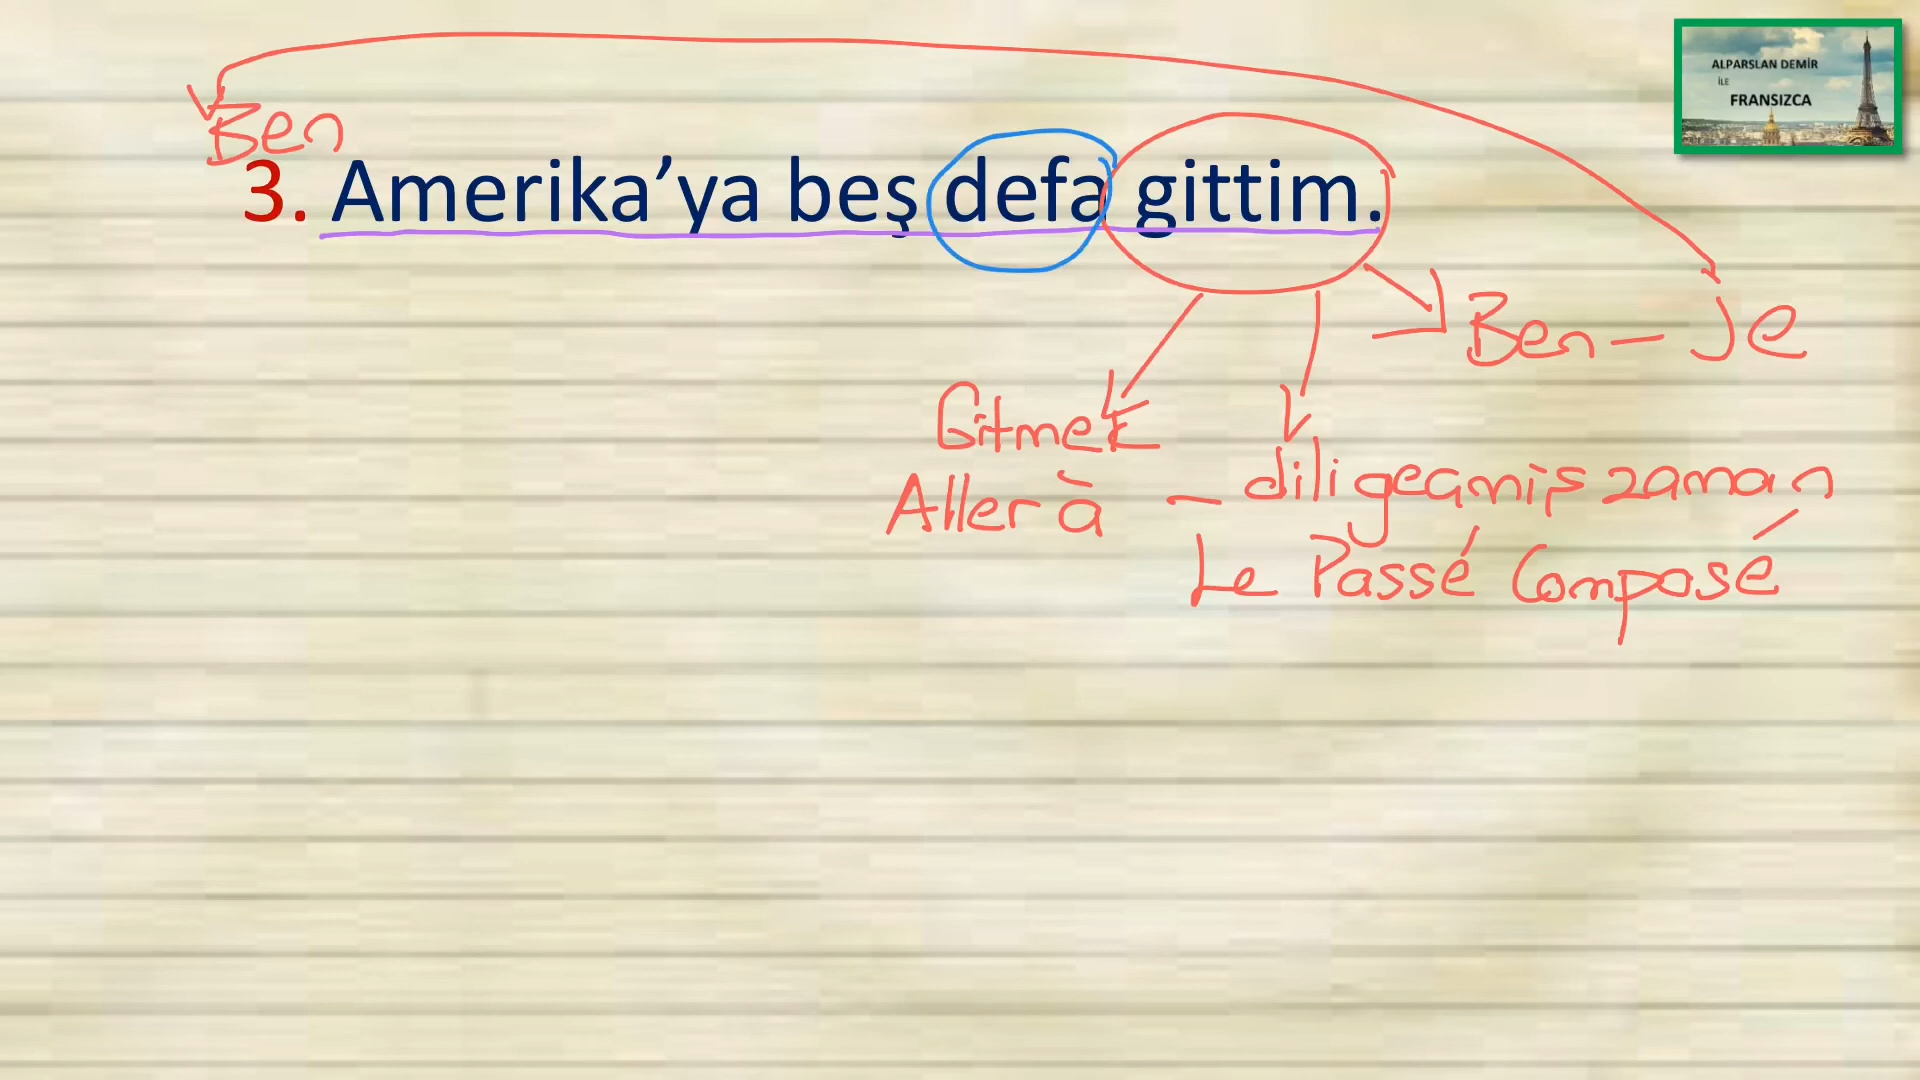 ALPARSLAN DEMİR
İLE
FRANSIZCA
Ben
3. Amerika’ya beş defa gittim.
Ben - Je
Gitmek
Aller à - dili geçmiş zaman
Le Passé Composé